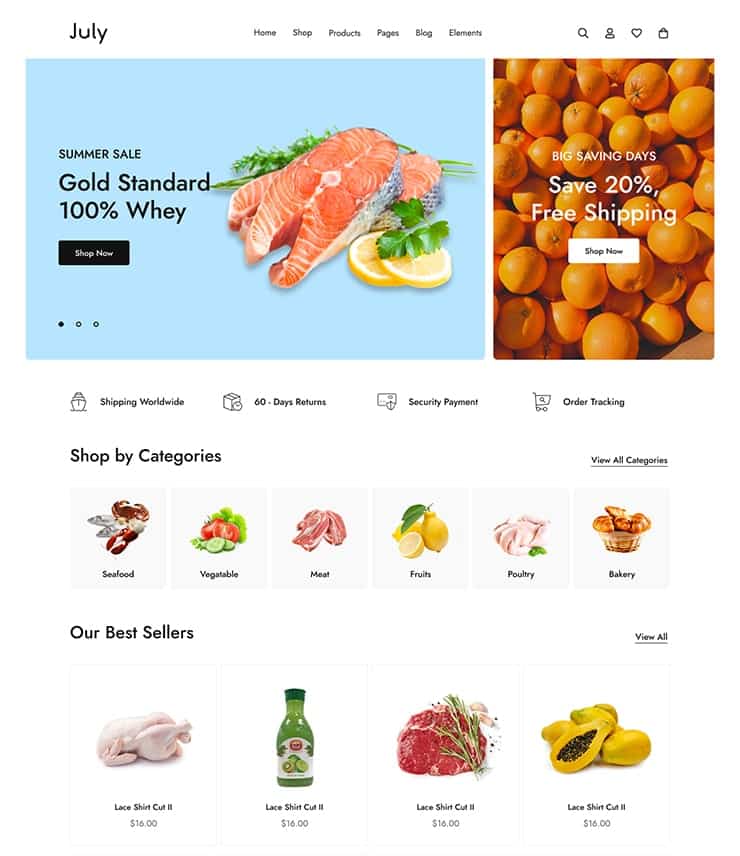 July
Home Shop Products Pages Blog Elements
SUMMER SALE
Gold Standard
100% Whey
Shop Now
BIG SAVING DAYS
Save 20%,
Free Shipping
Shop Now
Shipping Worldwide
60 - Days Returns
Security Payment
Order Tracking
Shop by Categories
View All Categories
Seafood
Vegatable
Meat
Fruits
Poultry
Bakery
Our Best Sellers
View All
Lace Shirt Cut II
$16.00
Lace Shirt Cut II
$16.00
Lace Shirt Cut II
$16.00
Lace Shirt Cut II
$16.00